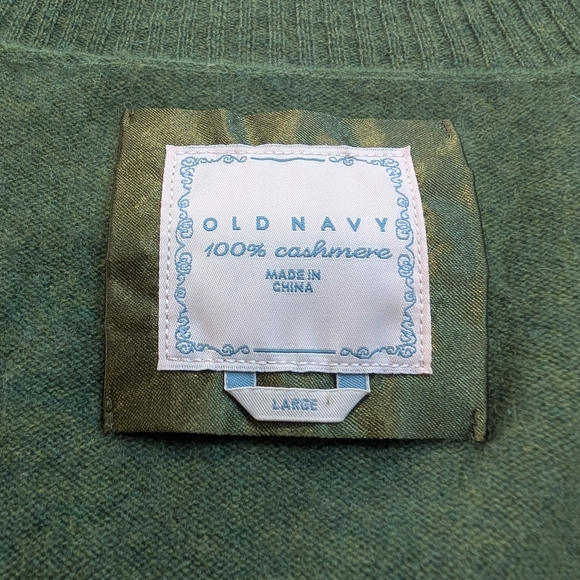 OLD NAVY
100% cashmere
MADE IN
CHINA
LARGE